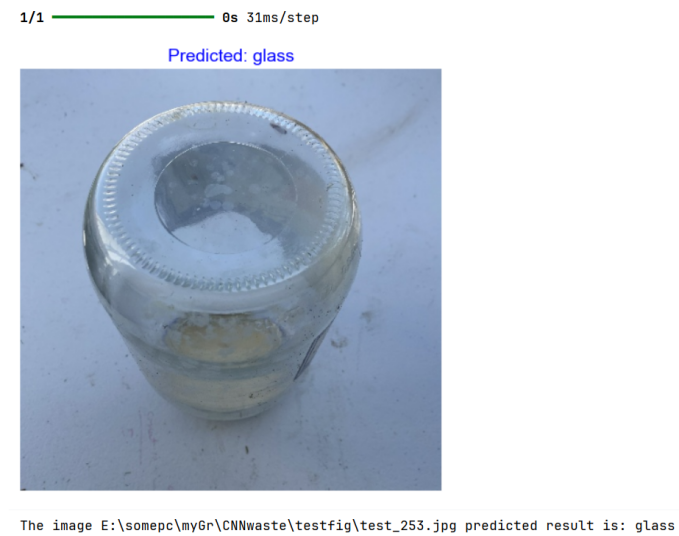 1/1 0s 31ms/step
Predicted: glass
The image E:\somepc\myGr\CNNwaste\testfig\test_253.jpg predicted result is: glass